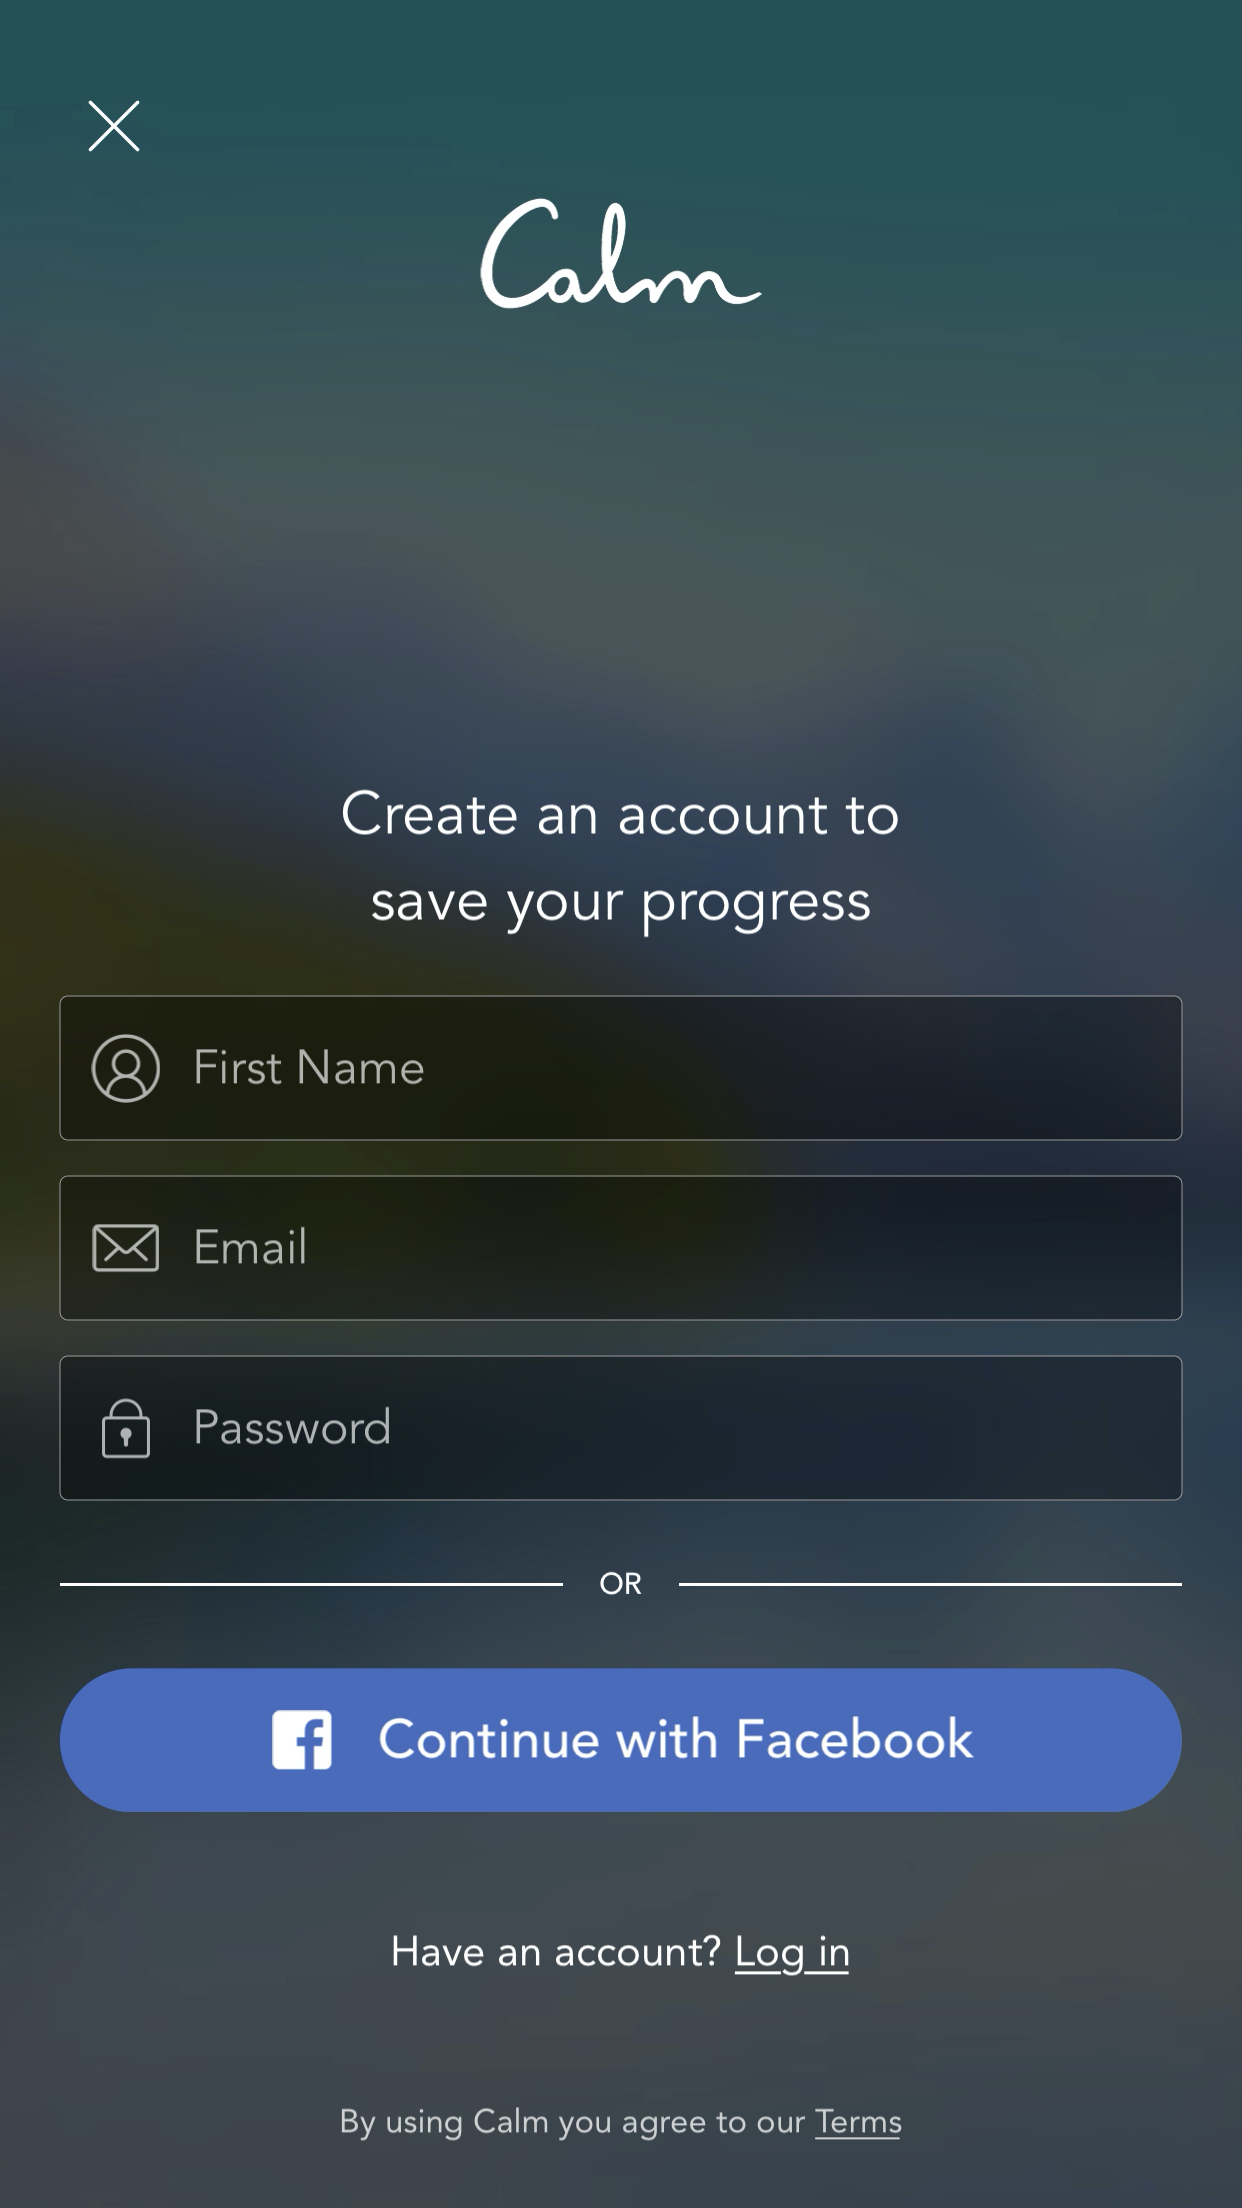 Calm
Create an account to
save your progress
First Name
Email
Password
OR
Continue with Facebook
Have an account? Log in
By using Calm you agree to our Terms